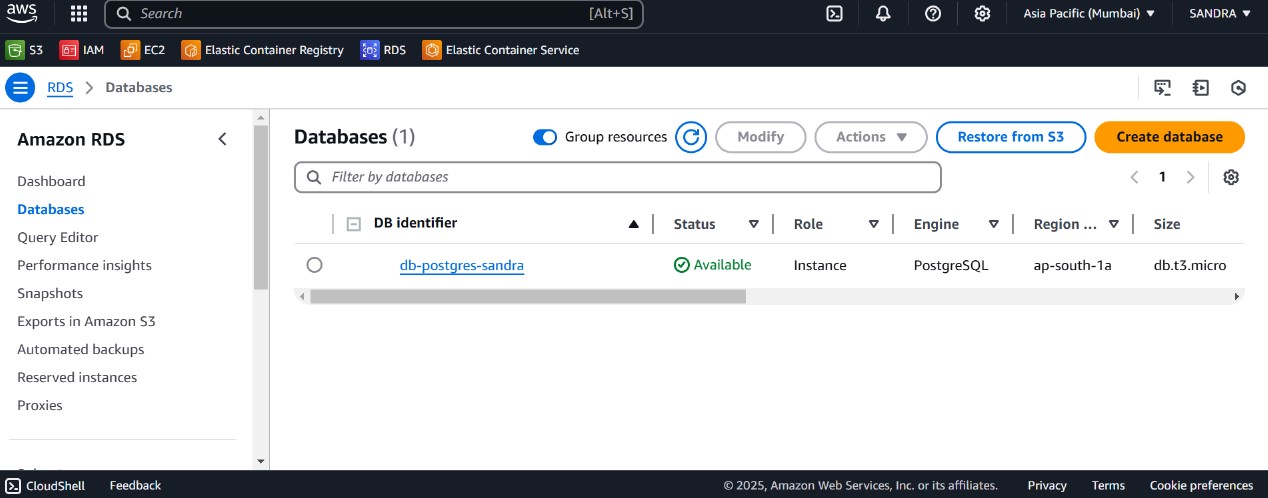 aws Search [Alt+S] Asia Pacific (Mumbai) SANDRA
S3 IAM EC2 Elastic Container Registry RDS Elastic Container Service
RDS Databases
Amazon RDS
Dashboard
Databases
Query Editor
Performance insights
Snapshots
Exports in Amazon S3
Automated backups
Reserved instances
Proxies
Databases (1) Group resources Modify Actions Restore from S3 Create database
Filter by databases 1
DB identifier Status Role Engine Region ... Size
db-postgres-sandra Available Instance PostgreSQL ap-south-1a db.t3.micro
CloudShell Feedback © 2025, Amazon Web Services, Inc. or its affiliates. Privacy Terms Cookie preferences